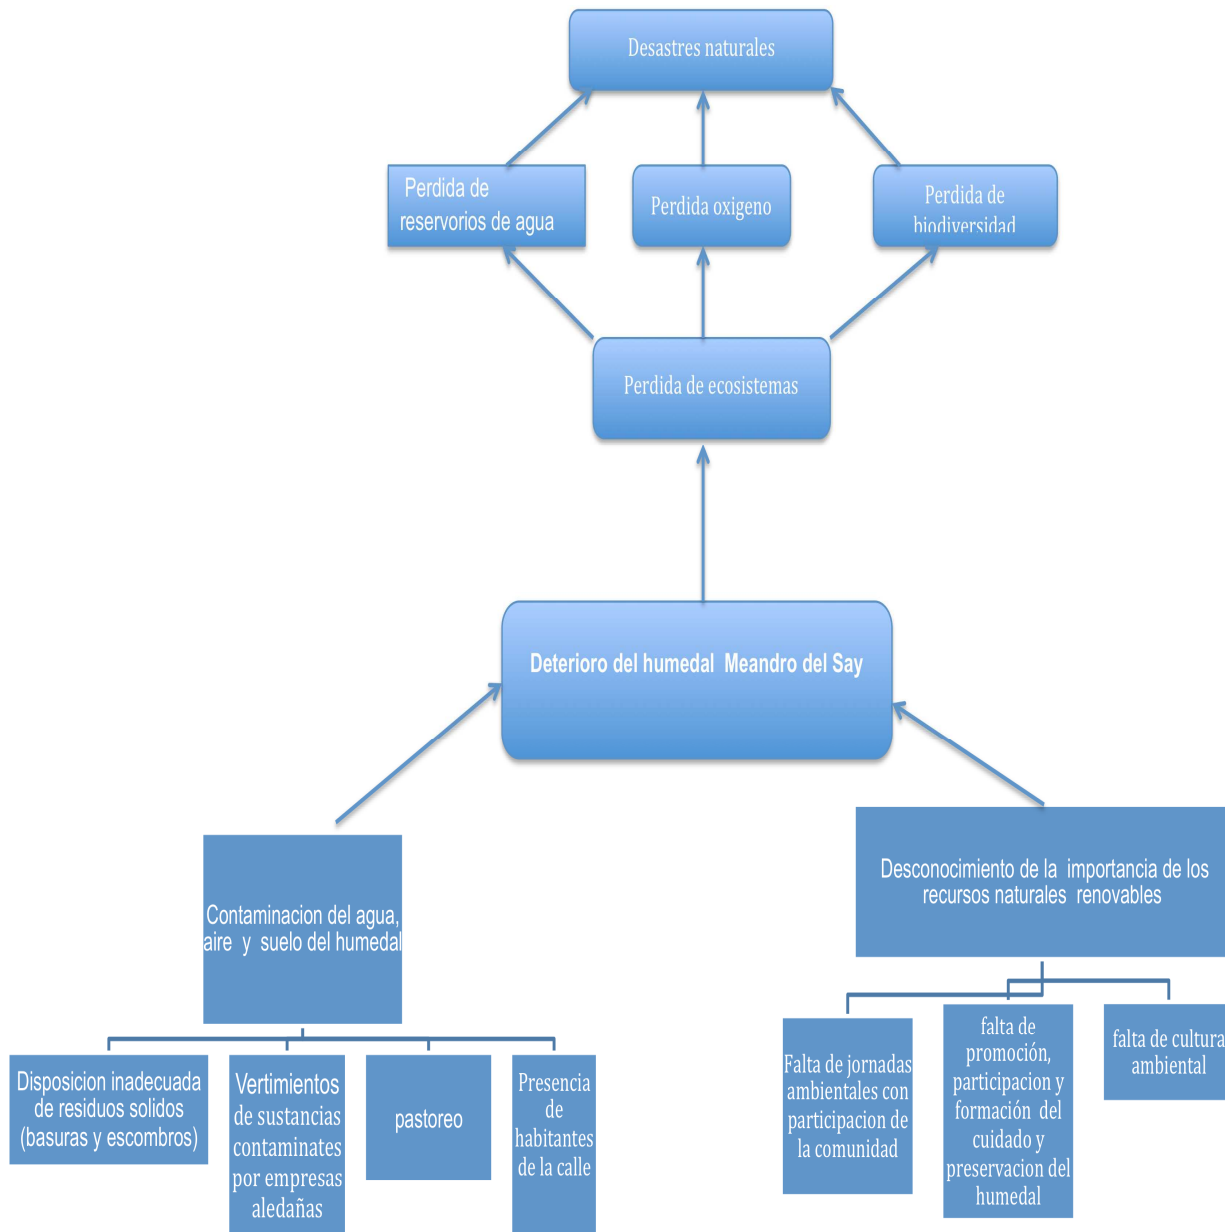 Desastres naturales
Perdida de
reservorios de agua
Perdida oxigeno
Perdida de
biodiversidad
Perdida de ecosistemas
Deterioro del humedal Meandro del Say
Contaminacion del agua,
aire y suelo del humedal
Desconocimiento de la importancia de los
recursos naturales renovables
Disposicion inadecuada
de residuos solidos
(basuras y escombros)
Vertimientos
de sustancias
contaminates
por empresas
aledañas
pastoreo
Presencia
de
habitantes
de la calle
Falta de jornadas
ambientales con
participacion de
la comunidad
falta de
promoción,
participacion y
formación del
cuidado y
preservacion del
humedal
falta de cultura
ambiental